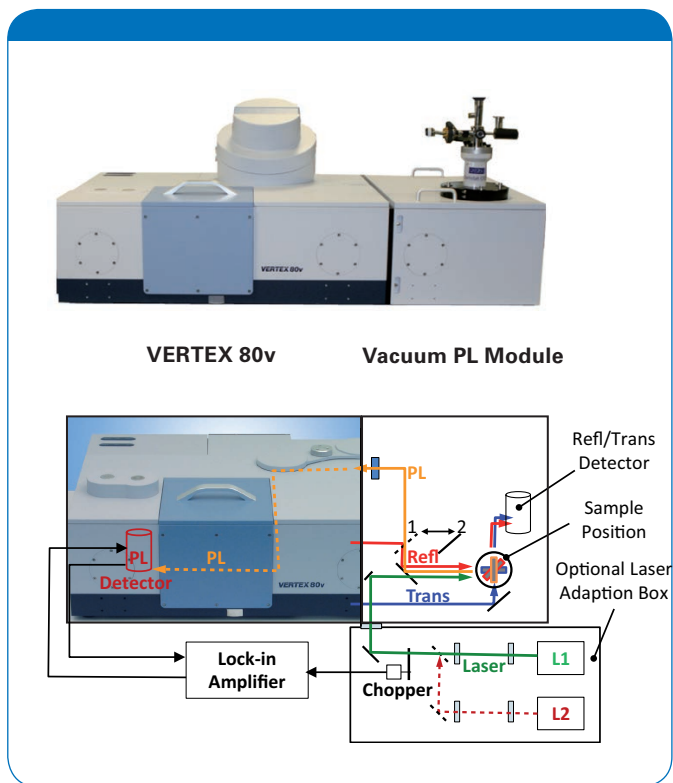 VERTEX 80v
VERTEX 80v
Vacuum PL Module
Refl/Trans
Detector
PL
Sample
Position
1
2
Refl
PL
PL
Detector
Optional Laser
Adaption Box
VERTEX 80v
Trans
Lock-in
Amplifier
Laser
L1
Chopper
L2